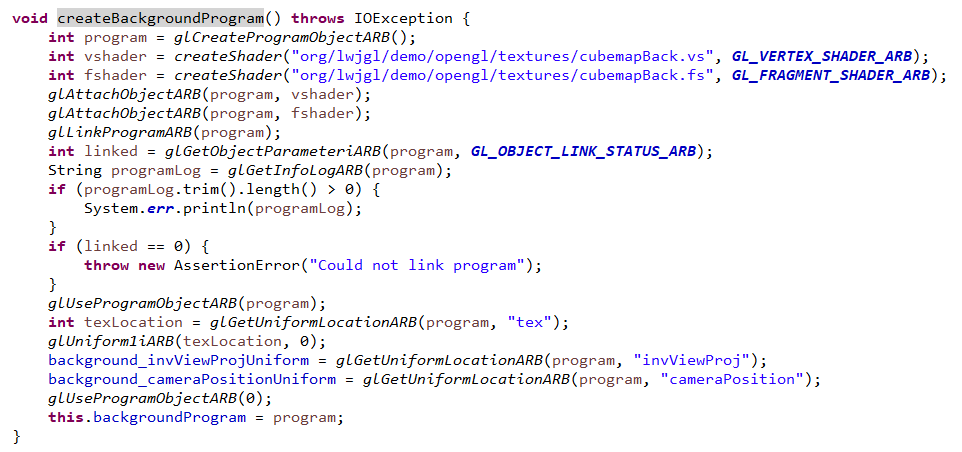 void createBackgroundProgram() throws IOException {
    int program = glCreateProgramObjectARB();
    int vshader = createShader("org/lwjgl/demo/opengl/textures/cubemapBack.vs", GL_VERTEX_SHADER_ARB);
    int fshader = createShader("org/lwjgl/demo/opengl/textures/cubemapBack.fs", GL_FRAGMENT_SHADER_ARB);
    glAttachObjectARB(program, vshader);
    glAttachObjectARB(program, fshader);
    glLinkProgramARB(program);
    int linked = glGetObjectParameteriARB(program, GL_OBJECT_LINK_STATUS_ARB);
    String programLog = glGetInfoLogARB(program);
    if (programLog.trim().length() > 0) {
        System.err.println(programLog);
    }
    if (linked == 0) {
        throw new AssertionError("Could not link program");
    }
    glUseProgramObjectARB(program);
    int texLocation = glGetUniformLocationARB(program, "tex");
    glUniform1iARB(texLocation, 0);
    background_invViewProjUniform = glGetUniformLocationARB(program, "invViewProj");
    background_cameraPositionUniform = glGetUniformLocationARB(program, "cameraPosition");
    glUseProgramObjectARB(0);
    this.backgroundProgram = program;
}